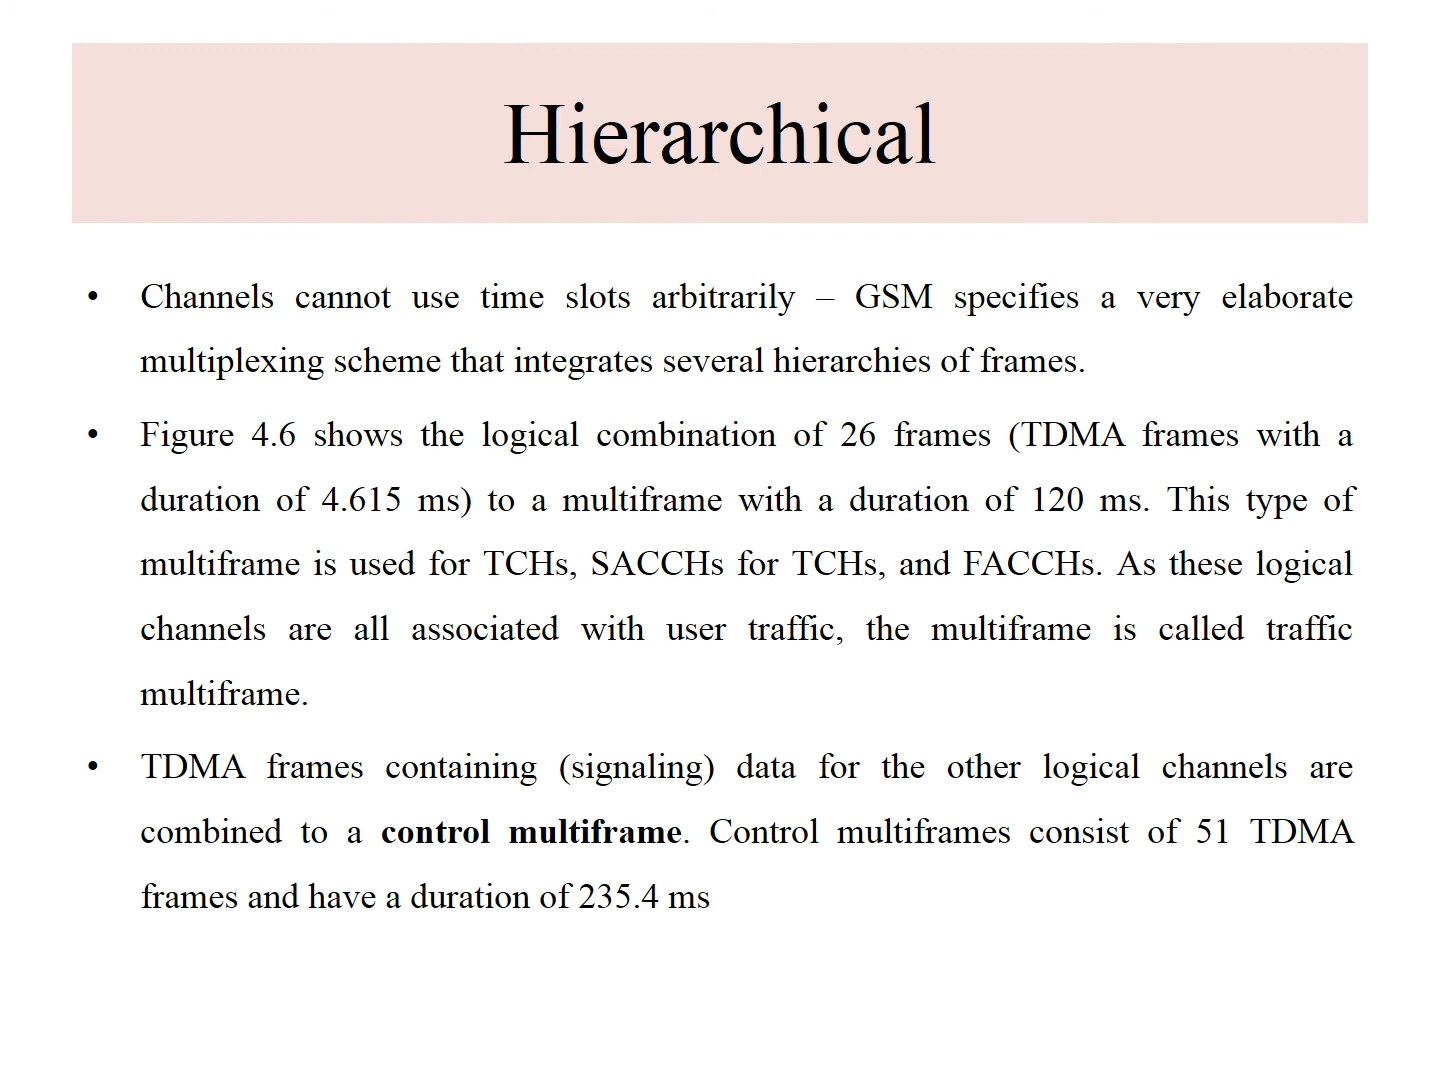 Hierarchical
• Channels cannot use time slots arbitrarily – GSM specifies a very elaborate
multiplexing scheme that integrates several hierarchies of frames.
• Figure 4.6 shows the logical combination of 26 frames (TDMA frames with a
duration of 4.615 ms) to a multiframe with a duration of 120 ms. This type of
multiframe is used for TCHs, SACCHs for TCHs, and FACCHs. As these logical
channels are all associated with user traffic, the multiframe is called traffic
multiframe.
• TDMA frames containing (signaling) data for the other logical channels are
combined to a control multiframe. Control multiframes consist of 51 TDMA
frames and have a duration of 235.4 ms